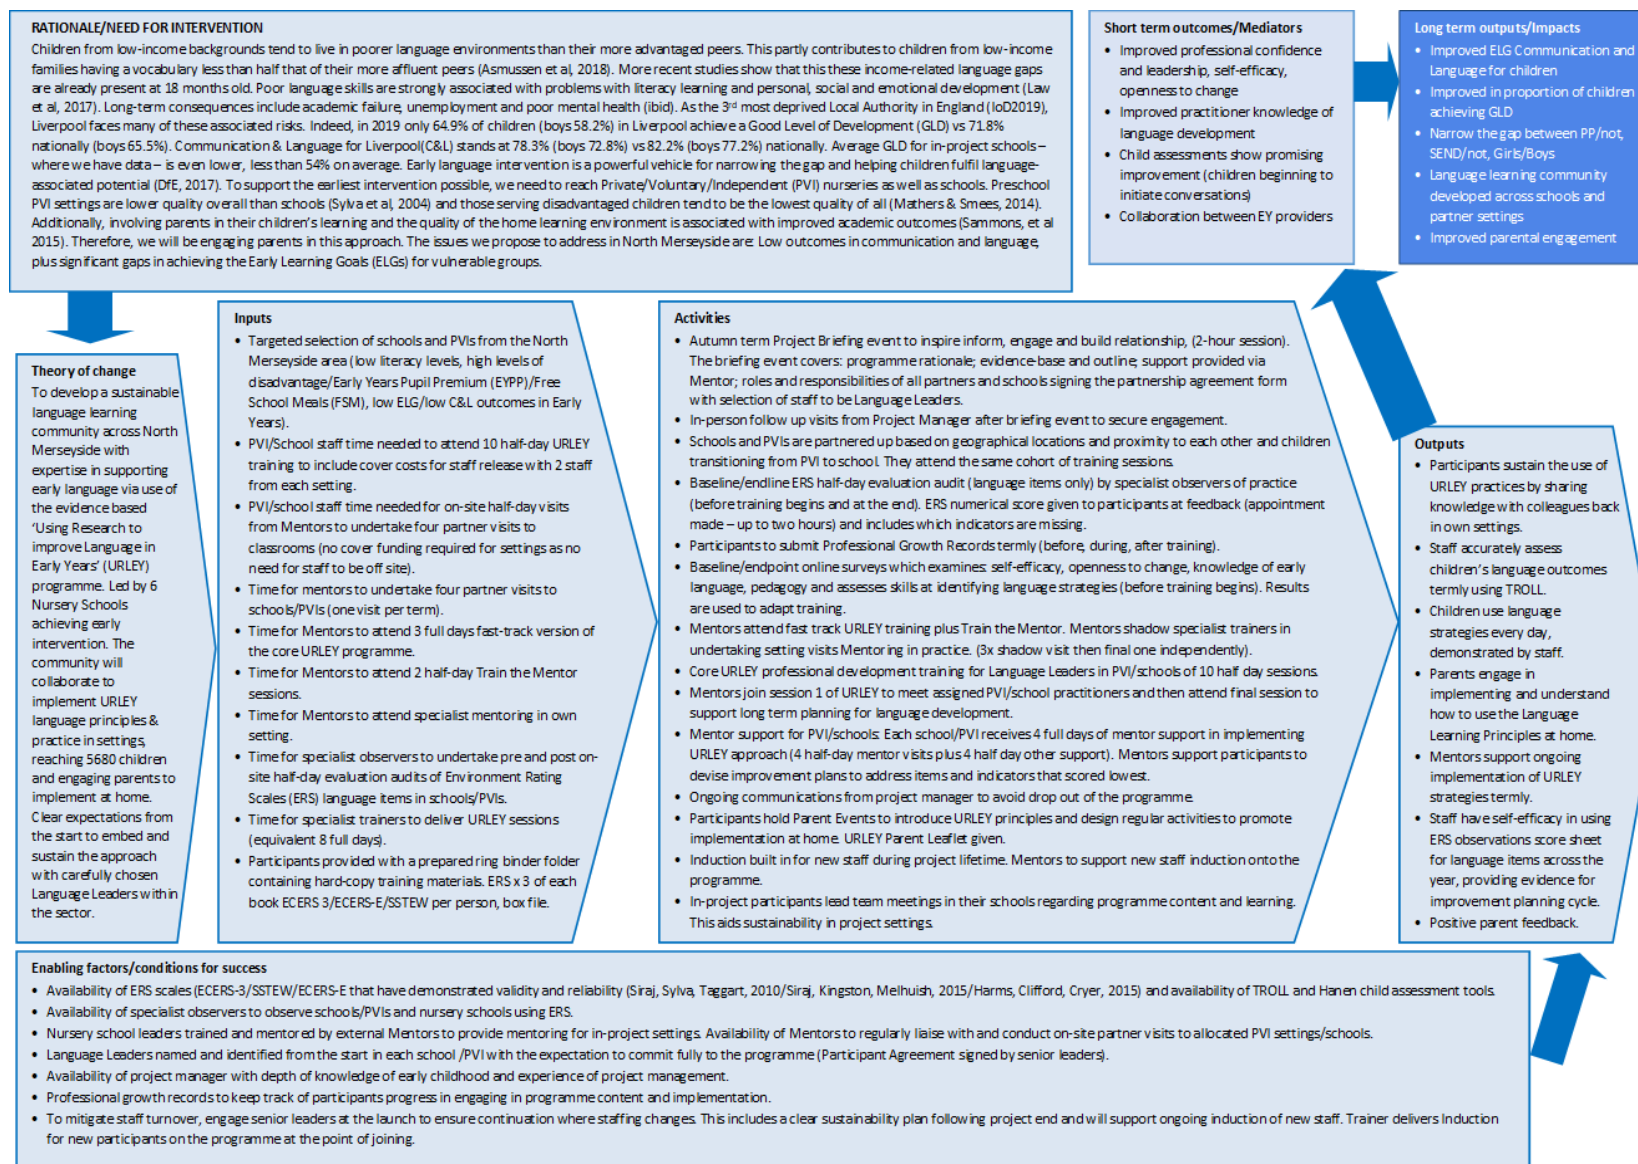 RATIONALE/NEED FOR INTERVENTION
Children from low-income backgrounds tend to live in poorer language environments than their more advantaged peers. This partly contributes to children from low-income
families having a vocabulary less than half that of their more affluent peers (Asmussen et al, 2018). More recent studies show that this these income-related language gaps
are already present at 18 months old. Poor language skills are strongly associated with problems with literacy learning and personal, social and emotional development (Law
et al, 2017). Long-term consequences include academic failure, unemployment and poor mental health (ibid). As the 3rd most deprived Local Authority in England (IoD2019),
Liverpool faces many of these associated risks. Indeed, in 2019 only 64.9% of children (boys 58.2%) in Liverpool achieve a Good Level of Development (GLD) vs 71.8%
nationally (boys 65.5%). Communication & Language for Liverpool(C&L) stands at 78.3% (boys 72.8%) vs 82.2% (boys 77.2%) nationally. Average GLD for in-project schools –
where we have data – is even lower, less than 54% on average. Early language intervention is a powerful vehicle for narrowing the gap and helping children fulfil language-
associated potential (DfE, 2017). To support the earliest intervention possible, we need to reach Private/Voluntary/Independent (PVI) nurseries as well as schools. Preschool
PVI settings are lower quality overall than schools (Sylva et al, 2004) and those serving disadvantaged children tend to be the lowest quality of all (Mathers & Smees, 2014).
Additionally, involving parents in their children's learning and the quality of the home learning environment is associated with improved academic outcomes (Sammons, et al
2015). Therefore, we will be engaging parents in this approach. The issues we propose to address in North Merseyside are: Low outcomes in communication and language,
plus significant gaps in achieving the Early Learning Goals (ELGs) for vulnerable groups.
Short term outcomes/Mediators
• Improved professional confidence
and leadership, self-efficacy,
openness to change
• Improved practitioner knowledge of
language development
• Child assessments show promising
improvement (children beginning to
initiate conversations)
• Collaboration between EY providers
Long term outputs/Impacts
• Improved ELG Communication and
Language for children
• Improved in proportion of children
achieving GLD
• Narrow the gap between PP/not,
SEND/not, Girls/Boys
• Language learning community
developed across schools and
partner settings
• Improved parental engagement
Theory of change
To develop a sustainable
language learning
community across North
Merseyside with
expertise in supporting
early language via use of
the evidence based
'Using Research to
improve Language in
Early Years' (URLEY)
programme. Led by 6
Nursery Schools
achieving early
intervention. The
community will
collaborate to
implement URLEY
language principles &
practice in settings,
reaching 5680 children
and engaging parents to
implement at home.
Clear expectations from
the start to embed and
sustain the approach
with carefully chosen
Language Leaders within
the sector.
Inputs
• Targeted selection of schools and PVIs from the North
Merseyside area (low literacy levels, high levels of
disadvantage/Early Years Pupil Premium (EYPP)/Free
School Meals (FSM), low ELG/low C&L outcomes in Early
Years).
• PVI/School staff time needed to attend 10 half-day URLEY
training to include cover costs for staff release with 2 staff
from each setting.
• PVI/school staff time needed for on-site half-day visits
from Mentors to undertake four partner visits to
classrooms (no cover funding required for settings as no
need for staff to be off site).
• Time for mentors to undertake four partner visits to
schools/PVIs (one visit per term).
• Time for Mentors to attend 3 full days fast-track version of
the core URLEY programme.
• Time for Mentors to attend 2 half-day Train the Mentor
sessions.
• Time for Mentors to attend specialist mentoring in own
setting.
• Time for specialist observers to undertake pre and post on-
site half-day evaluation audits of Environment Rating
Scales (ERS) language items in schools/PVIs.
• Time for specialist trainers to deliver URLEY sessions
(equivalent 8 full days).
• Participants provided with a prepared ring binder folder
containing hard-copy training materials. ERS x 3 of each
book ECERS 3/ECERS-E/SSTEW per person, box file.
Activities
• Autumn term Project Briefing event to inspire inform, engage and build relationship, (2-hour session).
The briefing event covers: programme rationale; evidence-base and outline; support provided via
Mentor; roles and responsibilities of all partners and schools signing the partnership agreement form
with selection of staff to be Language Leaders.
• In-person follow up visits from Project Manager after briefing event to secure engagement.
• Schools and PVIs are partnered up based on geographical locations and proximity to each other and children
transitioning from PVI to school. They attend the same cohort of training sessions.
• Baseline/endline ERS half-day evaluation audit (language items only) by specialist observers of practice
(before training begins and at the end). ERS numerical score given to participants at feedback (appointment
made – up to two hours) and includes which indicators are missing.
• Participants to submit Professional Growth Records termly (before, during, after training).
• Baseline/endpoint online surveys which examines: self-efficacy, openness to change, knowledge of early
language, pedagogy and assesses skills at identifying language strategies (before training begins). Results
are used to adapt training.
• Mentors attend fast track URLEY training plus Train the Mentor. Mentors shadow specialist trainers in
undertaking setting visits Mentoring in practice. (3x shadow visit then final one independently).
• Core URLEY professional development training for Language Leaders in PVI/schools of 10 half day sessions.
• Mentors join session 1 of URLEY to meet assigned PVI/school practitioners and then attend final session to
support long term planning for language development.
• Mentor support for PVI/schools: Each school/PVI receives 4 full days of mentor support in implementing
URLEY approach (4 half-day mentor visits plus 4 half day other support). Mentors support participants to
devise improvement plans to address items and indicators that scored lowest.
• Ongoing communications from project manager to avoid drop out of the programme.
• Participants hold Parent Events to introduce URLEY principles and design regular activities to promote
implementation at home. URLEY Parent Leaflet given.
• Induction built in for new staff during project lifetime. Mentors to support new staff induction onto the
programme.
• In-project participants lead team meetings in their schools regarding programme content and learning.
This aids sustainability in project settings.
Outputs
• Participants sustain the use of
URLEY practices by sharing
knowledge with colleagues back
in own settings.
• Staff accurately assess
children's language outcomes
termly using TROLL.
• Children use language
strategies every day,
demonstrated by staff.
• Parents engage in
implementing and understand
how to use the Language
Learning Principles at home.
• Mentors support ongoing
implementation of URLEY
strategies termly.
• Staff have self-efficacy in using
ERS observations score sheet
for language items across the
year, providing evidence for
improvement planning cycle.
• Positive parent feedback.
Enabling factors/conditions for success
• Availability of ERS scales (ECERS-3/SSTEW/ECERS-E that have demonstrated validity and reliability (Siraj, Sylva, Taggart, 2010/Siraj, Kingston, Melhuish, 2015/Harms, Clifford, Cryer, 2015) and availability of TROLL and Hanen child assessment tools.
• Availability of specialist observers to observe schools/PVIs and nursery schools using ERS.
• Nursery school leaders trained and mentored by external Mentors to provide mentoring for in-project settings. Availability of Mentors to regularly liaise with and conduct on-site partner visits to allocated PVI settings/schools.
• Language Leaders named and identified from the start in each school /PVI with the expectation to commit fully to the programme (Participant Agreement signed by senior leaders).
• Availability of project manager with depth of knowledge of early childhood and experience of project management.
• Professional growth records to keep track of participants progress in engaging in programme content and implementation.
• To mitigate staff turnover, engage senior leaders at the launch to ensure continuation where staffing changes. This includes a clear sustainability plan following project end and will support ongoing induction of new staff. Trainer delivers Induction
for new participants on the programme at the point of joining.